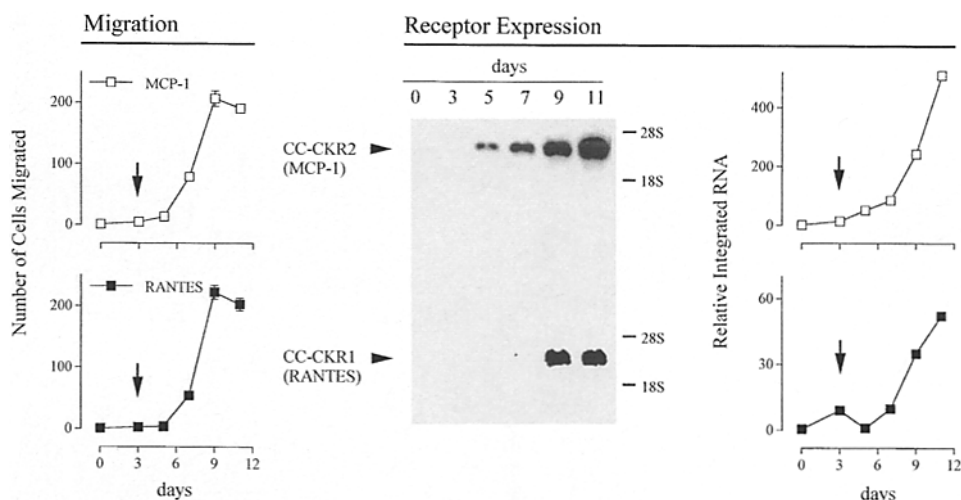 Migration
Receptor Expression
MCP-1
200
100
0
RANTES
200
100
0
0 3 6 9 12
days
Number of Cells Migrated
days
0 3 5 7 9 11
CC-CKR2
(MCP-1)
28S
18S
CC-CKR1
(RANTES)
28S
18S
Relative Integrated RNA
400
200
0
60
30
0
0 3 6 9 12
days